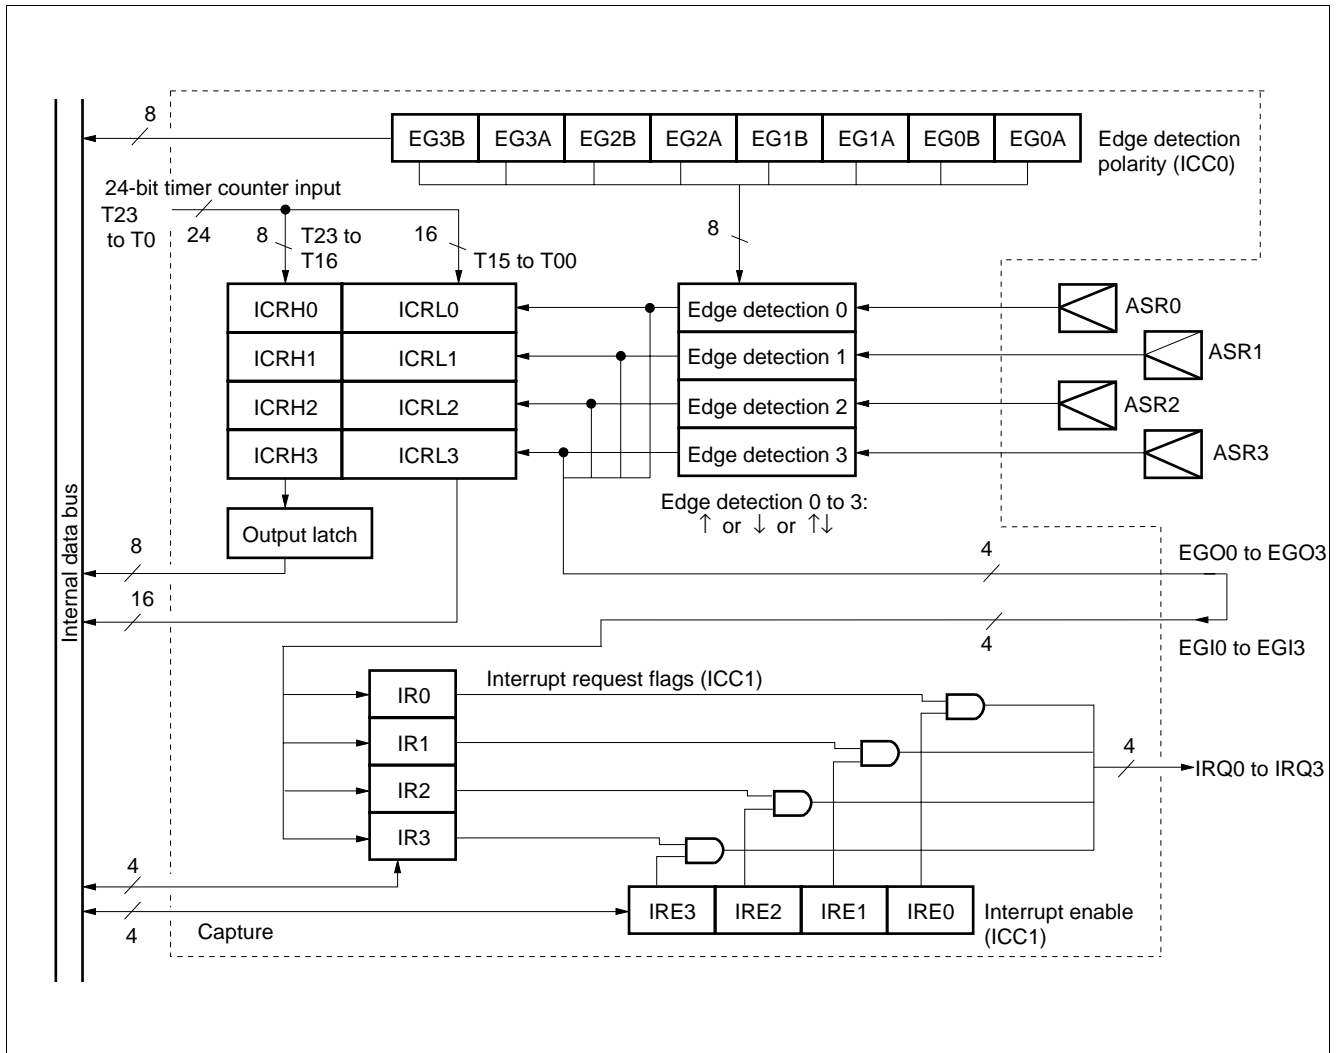 8
EG3B EG3A EG2B EG2A EG1B EG1A EG0B EG0A
Edge detection
polarity (ICC0)
24-bit timer counter input
T23
to T0
24
8
T23 to
T16
16
T15 to T00
8
ICRH0 ICRL0
ICRH1 ICRL1
ICRH2 ICRL2
ICRH3 ICRL3
Edge detection 0
Edge detection 1
Edge detection 2
Edge detection 3
ASR0
ASR1
ASR2
ASR3
Edge detection 0 to 3:
↑ or ↓ or ↑↓
Output latch
Internal data bus
8
16
4
EGO0 to EGO3
4
EGI0 to EGI3
Interrupt request flags (ICC1)
IR0
IR1
IR2
IR3
4
IRQ0 to IRQ3
4
4
Capture
IRE3 IRE2 IRE1 IRE0
Interrupt enable
(ICC1)